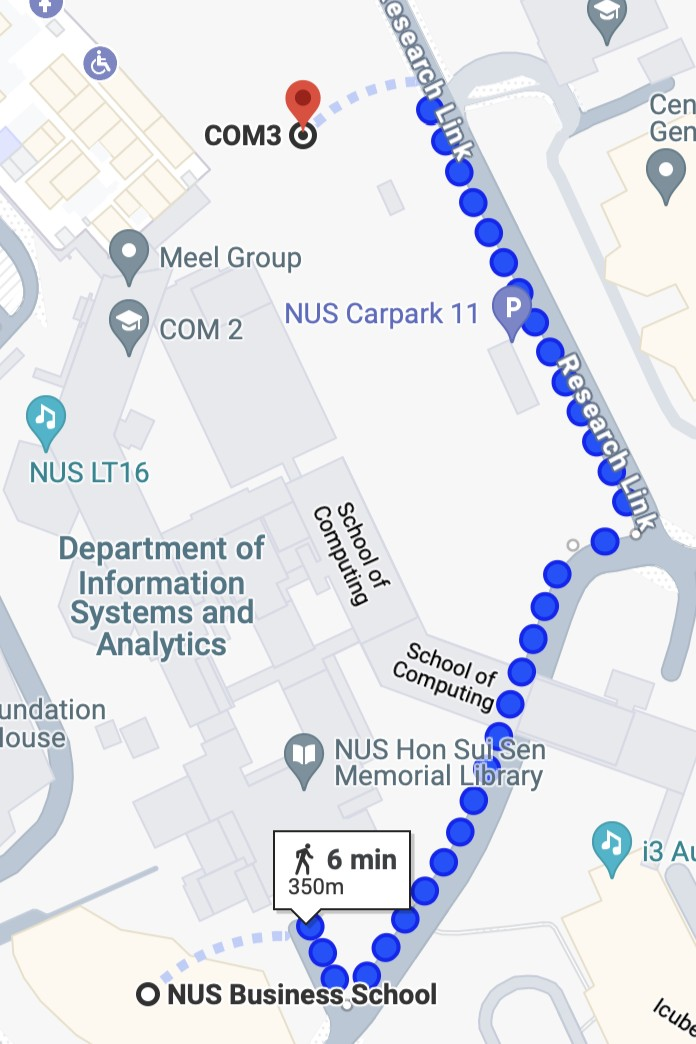 Research Link
COM3
Cen
Gen
Meel Group
NUS Carpark 11
P
COM 2
Research Link
NUS LT16
School of
Computing
Department of
Information
Systems and
Analytics
School of
Computing
undation
House
NUS Hon Sui Sen
Memorial Library
6 min
350m
i3 Au
NUS Business School
Icube